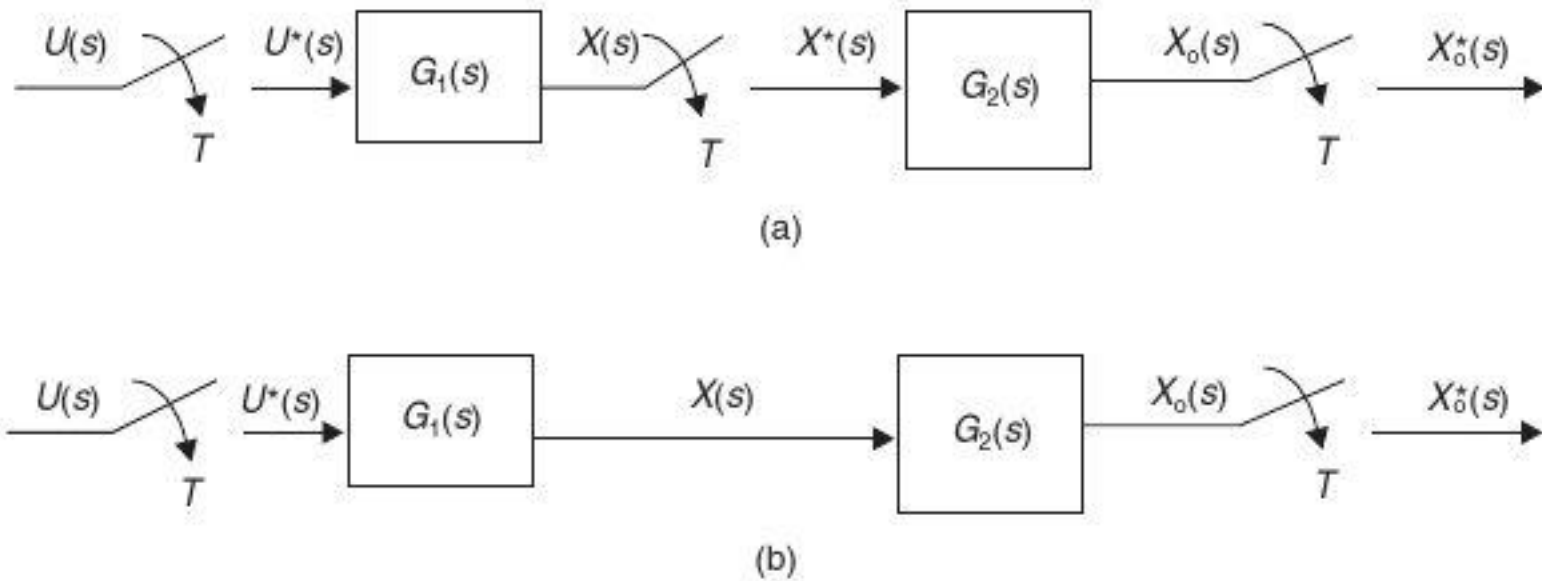 U(s) U*(s) G₁(s) X(s) X*(s) G₂(s) Xₒ(s) Xₒ*(s)
T T T
(a)
U(s) U*(s) G₁(s) X(s) G₂(s) Xₒ(s) Xₒ*(s)
T T
(b)